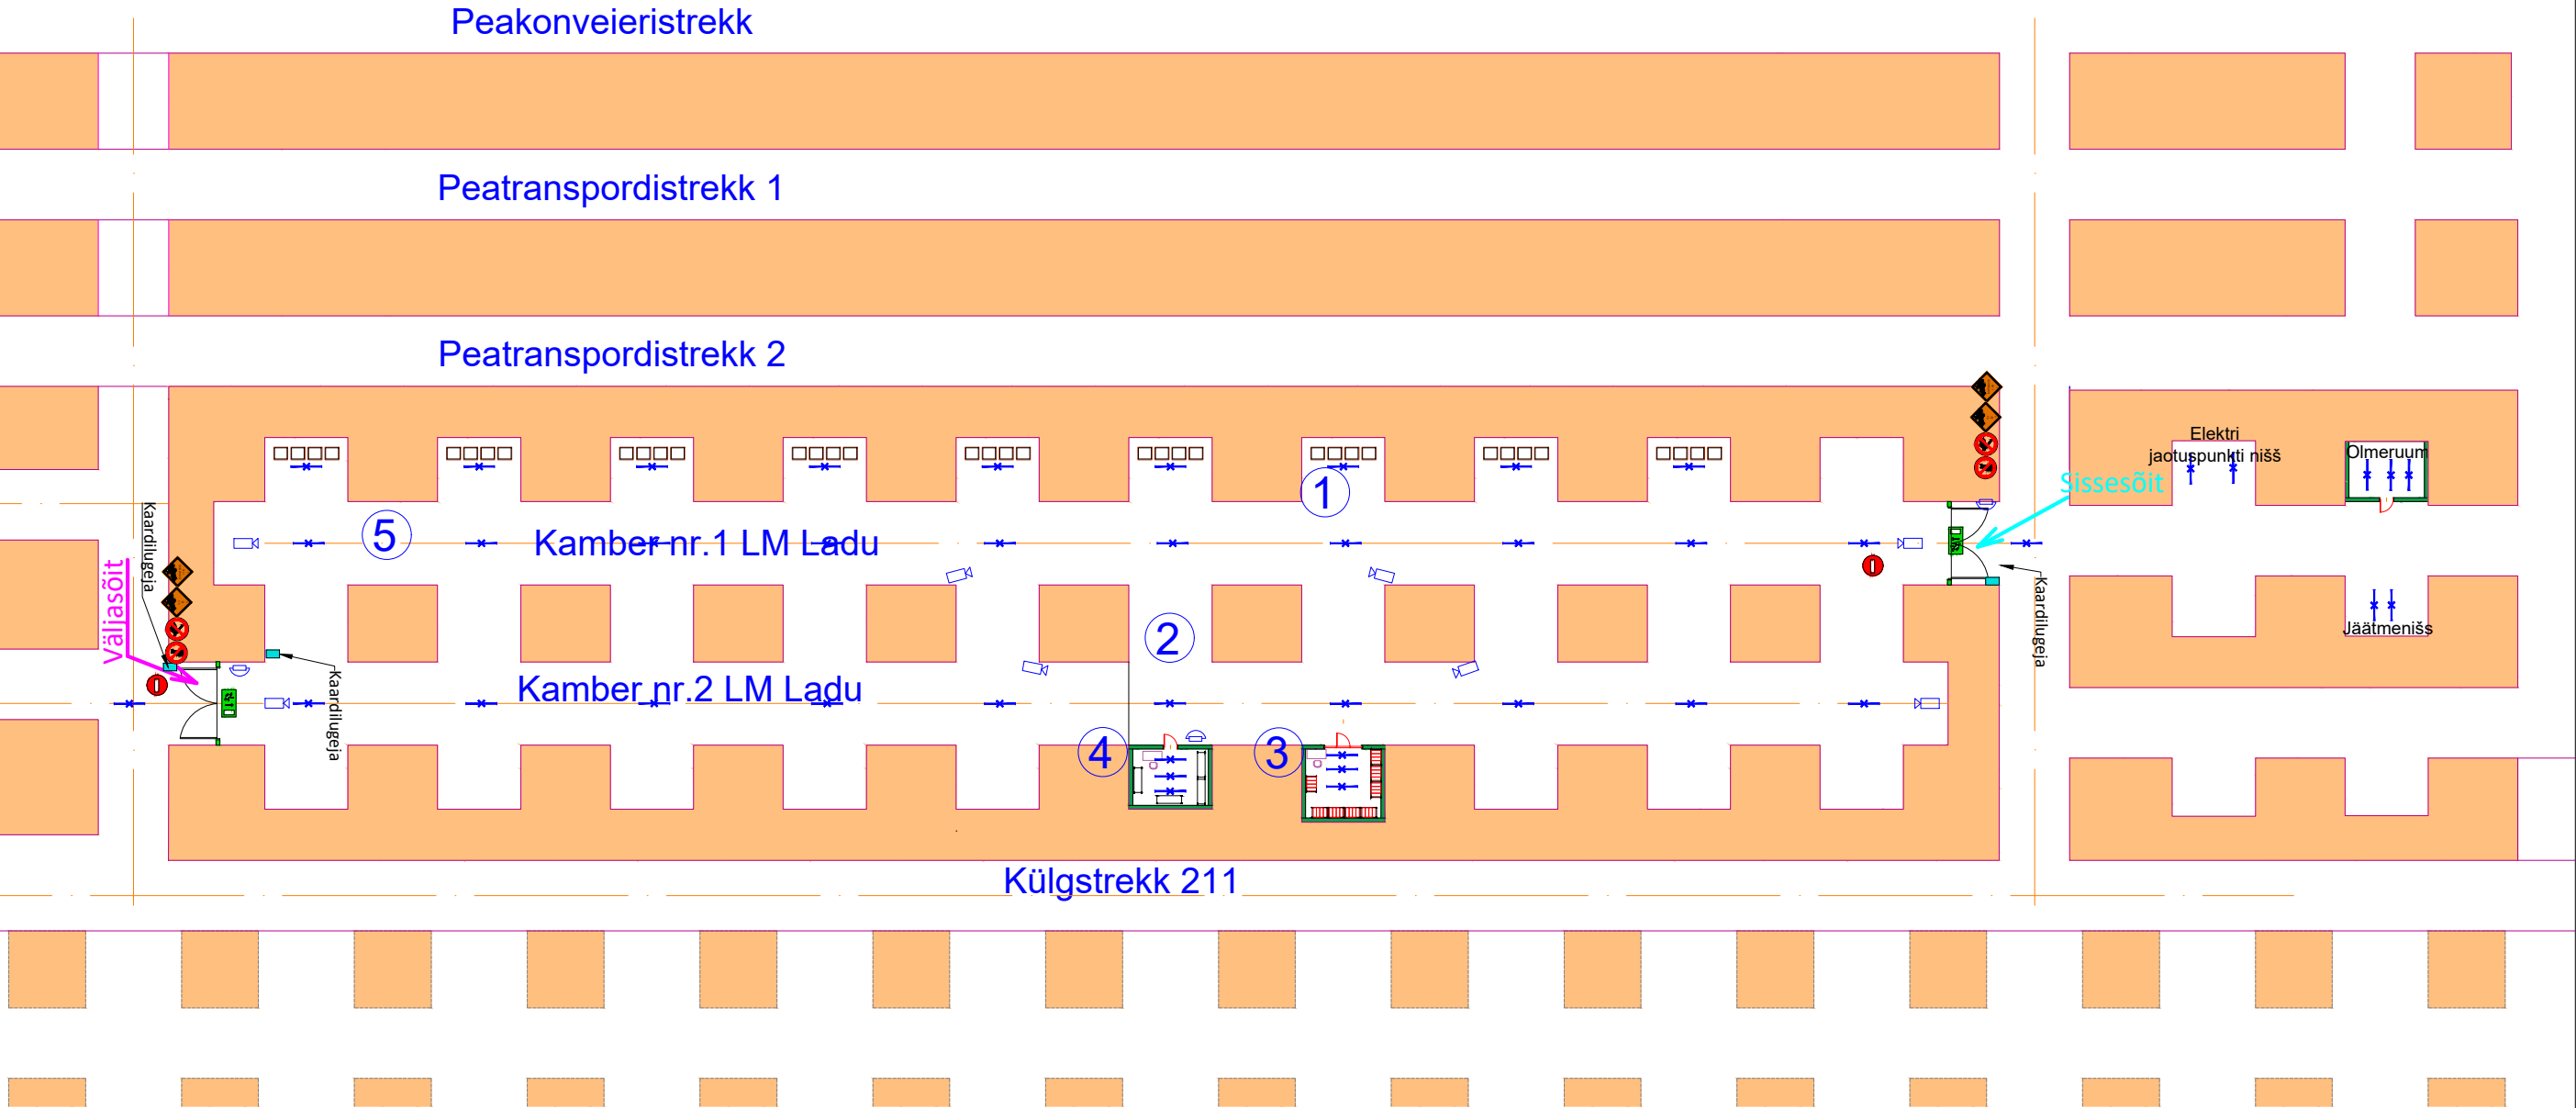 Peakonveieristrekk
Peatranspordistrekk 1
Peatranspordistrekk 2
Elektri
jaotuspunkti nišš
Olmeruum
Sissesõit
1
5
Kamber nr.1 LM Ladu
Kaardilugeja
Väljasõit
Kaardilugeja
2
Jäätmenišs
Kaardilugeja
Kamber nr.2 LM Ladu
4
3
Külgstrekk 211